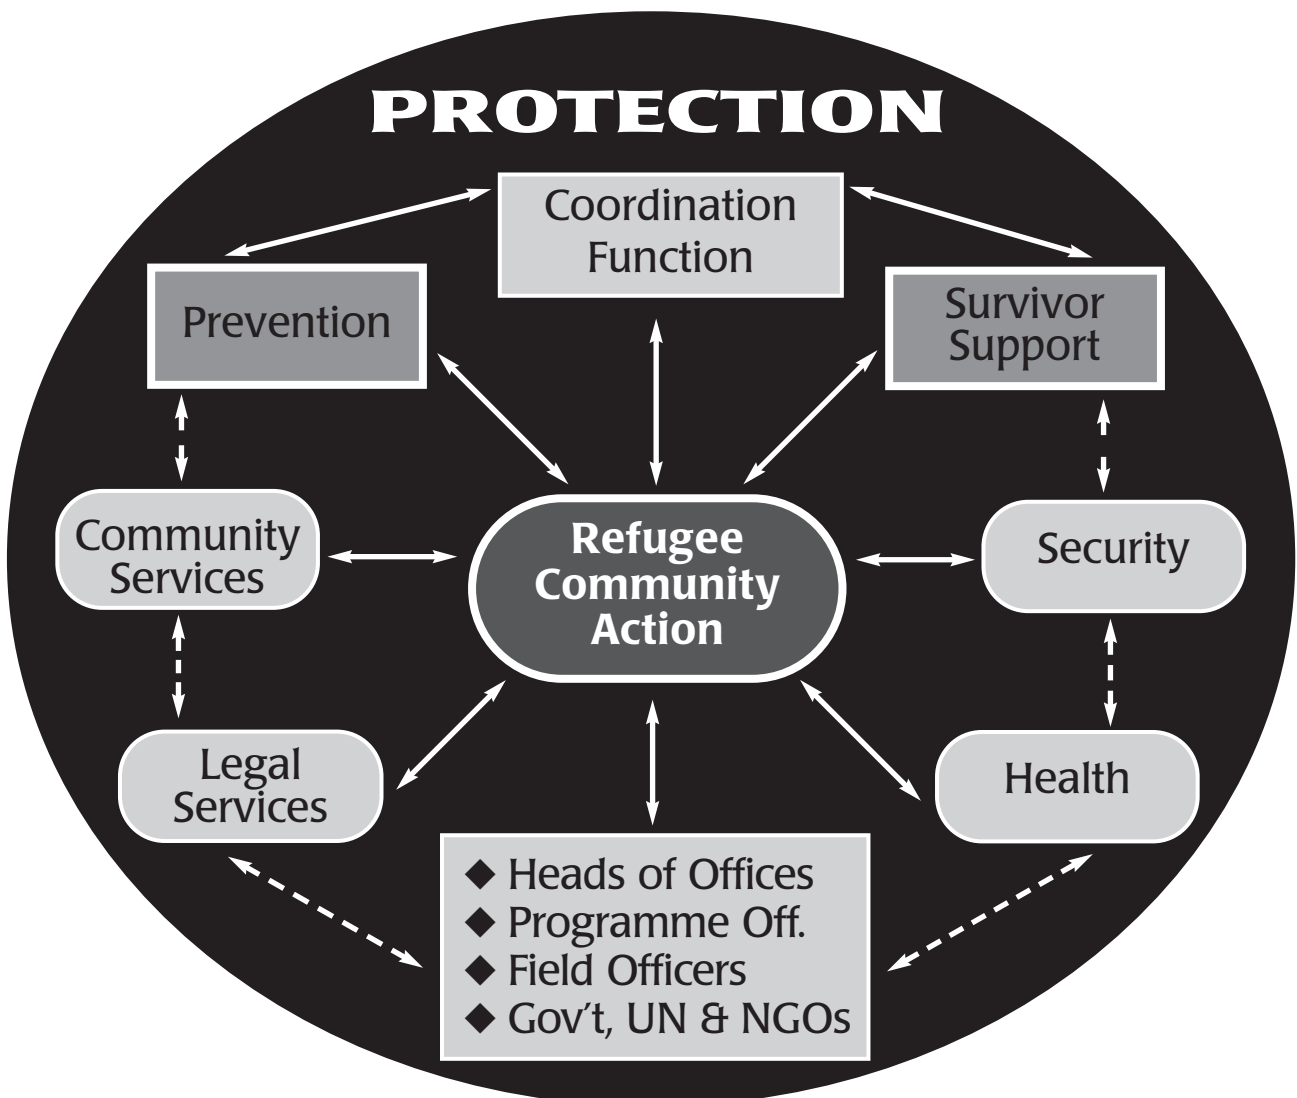 PROTECTION
Coordination
Function
Prevention
Survivor
Support
Community
Services
Refugee
Community
Action
Security
Legal
Services
Health
◆ Heads of Offices
◆ Programme Off.
◆ Field Officers
◆ Gov't, UN & NGOs